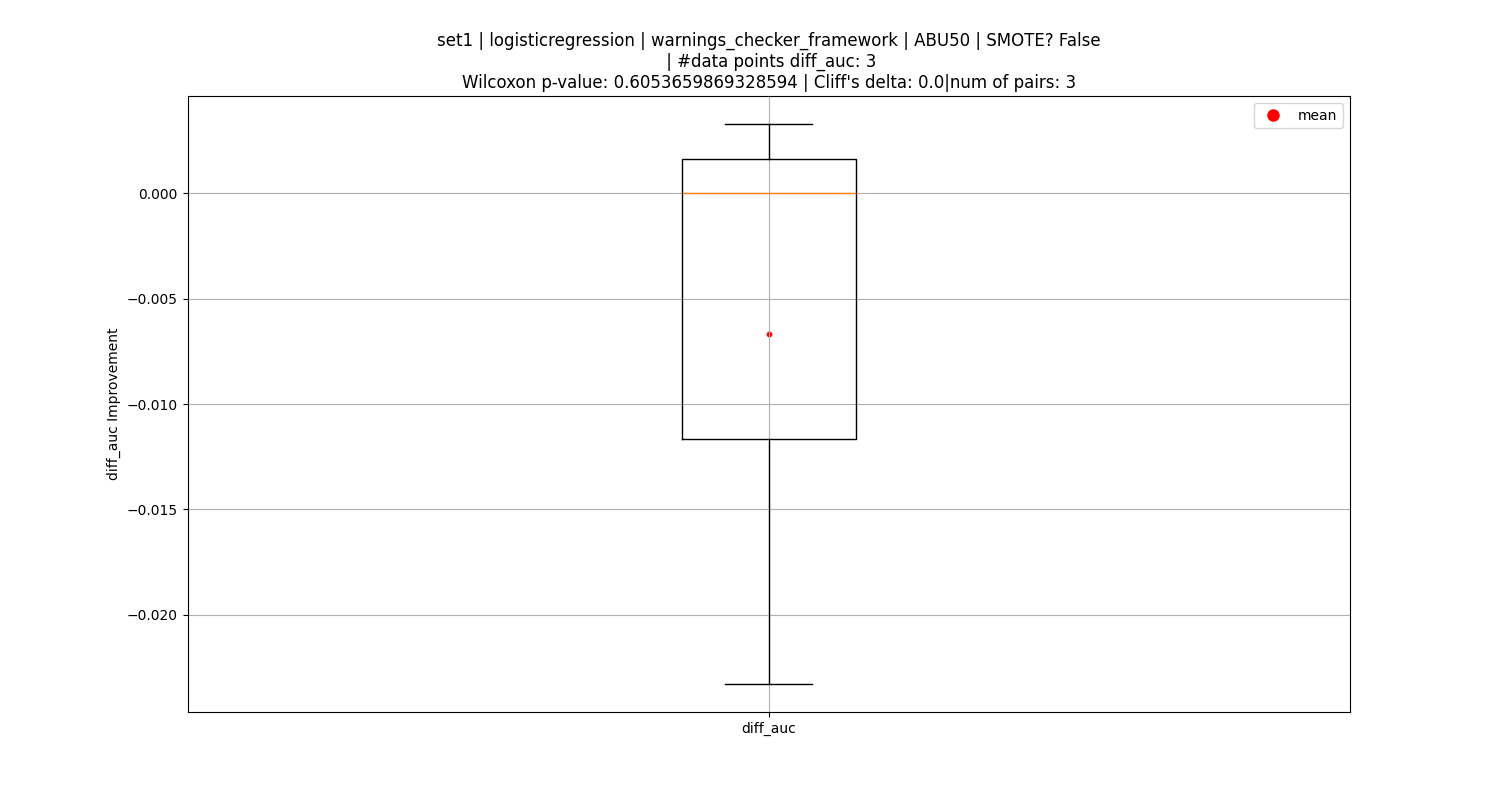 set1 | logisticregression | warnings_checker_framework | ABU50 | SMOTE? False
| #data points diff_auc: 3
Wilcoxon p-value: 0.6053659869328594 | Cliff's delta: 0.0|num of pairs: 3
mean
0.000
−0.005
−0.010
−0.015
−0.020
diff_auc Improvement
diff_auc